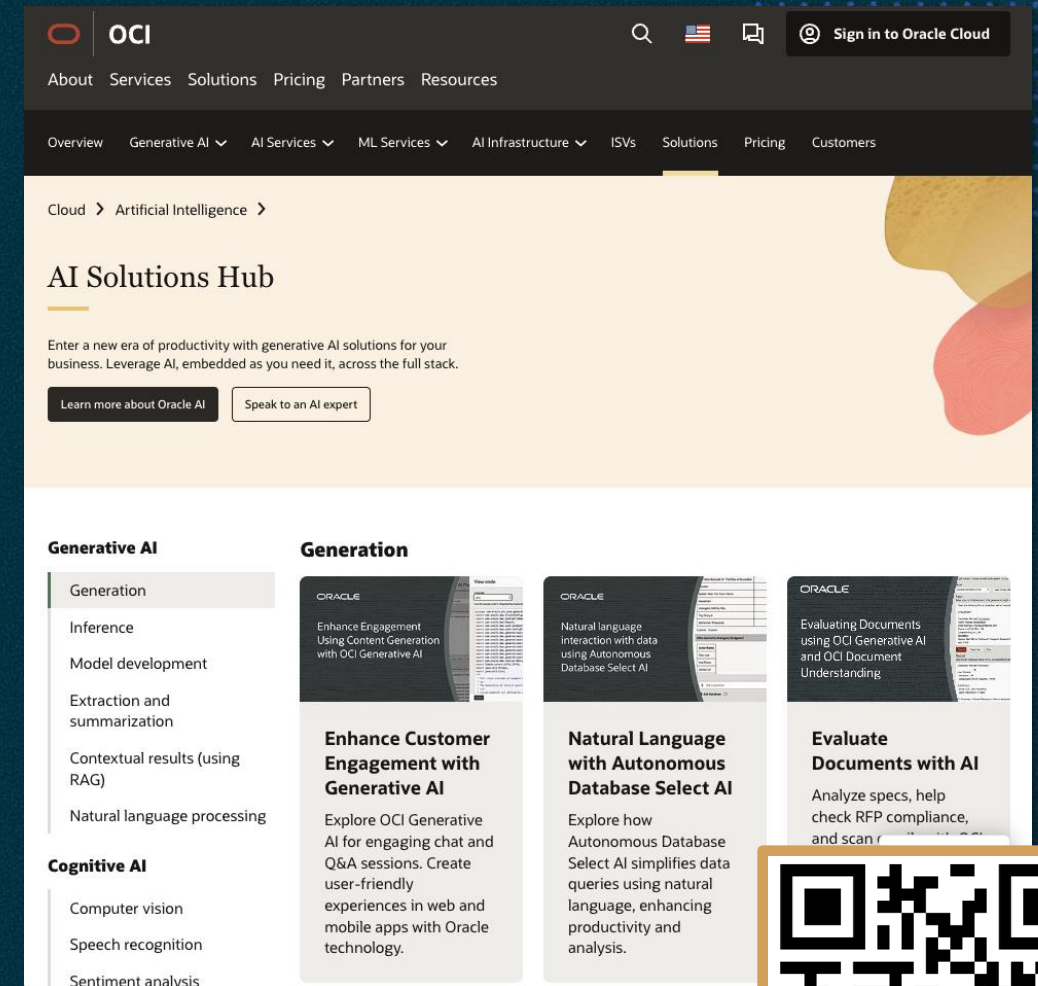 OCI
Sign in to Oracle Cloud
About Services Solutions Pricing Partners Resources
Overview Generative AI AI Services ML Services AI Infrastructure ISVs Solutions Pricing Customers
Cloud Artificial Intelligence
AI Solutions Hub
Enter a new era of productivity with generative AI solutions for your
business. Leverage AI, embedded as you need it, across the full stack.
Learn more about Oracle AI
Speak to an AI expert
Generative AI
Generation
Inference
Model development
Extraction and
summarization
Contextual results (using
RAG)
Natural language processing
Cognitive AI
Computer vision
Speech recognition
Sentiment analysis
Generation
ORACLE
Enhance Engagement
Using Content Generation
with OCI Generative AI
View code
Enhance Customer
Engagement with
Generative AI
Explore OCI Generative
AI for engaging chat and
Q&A sessions. Create
user-friendly
experiences in web and
mobile apps with Oracle
technology.
ORACLE
Natural language
interaction with data
using Autonomous
Database Select AI
Natural Language
with Autonomous
Database Select AI
Explore how
Autonomous Database
Select AI simplifies data
queries using natural
language, enhancing
productivity and
analysis.
ORACLE
Evaluating Documents
using OCI Generative AI
and OCI Document
Understanding
Evaluate
Documents with AI
Analyze specs, help
check RFP compliance,
and scan